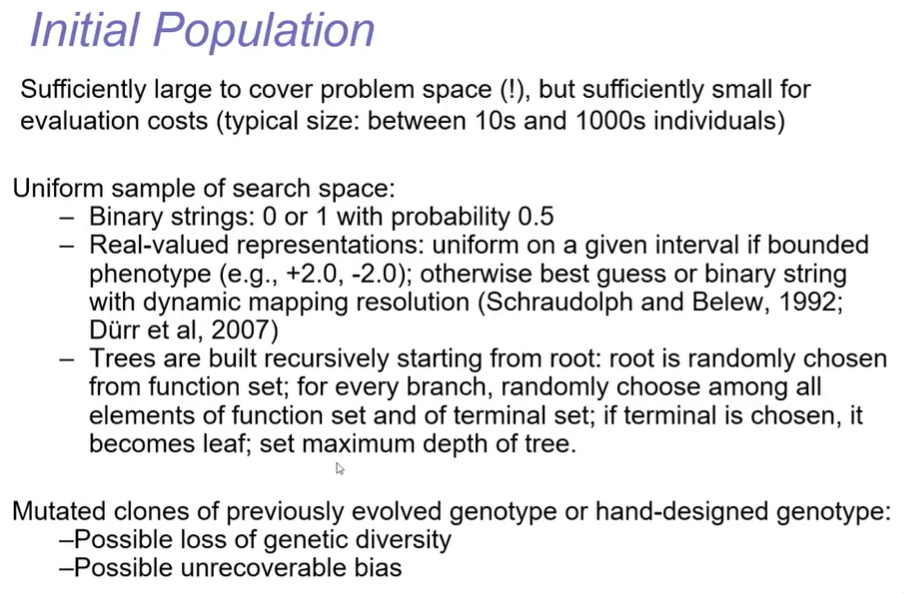 Initial Population
Sufficiently large to cover problem space (!), but sufficiently small for
evaluation costs (typical size: between 10s and 1000s individuals)
Uniform sample of search space:
– Binary strings: 0 or 1 with probability 0.5
– Real-valued representations: uniform on a given interval if bounded
phenotype (e.g., +2.0, -2.0); otherwise best guess or binary string
with dynamic mapping resolution (Schraudolph and Belew, 1992;
Dürr et al, 2007)
– Trees are built recursively starting from root: root is randomly chosen
from function set; for every branch, randomly choose among all
elements of function set and of terminal set; if terminal is chosen, it
becomes leaf; set maximum depth of tree.
Mutated clones of previously evolved genotype or hand-designed genotype:
–Possible loss of genetic diversity
–Possible unrecoverable bias